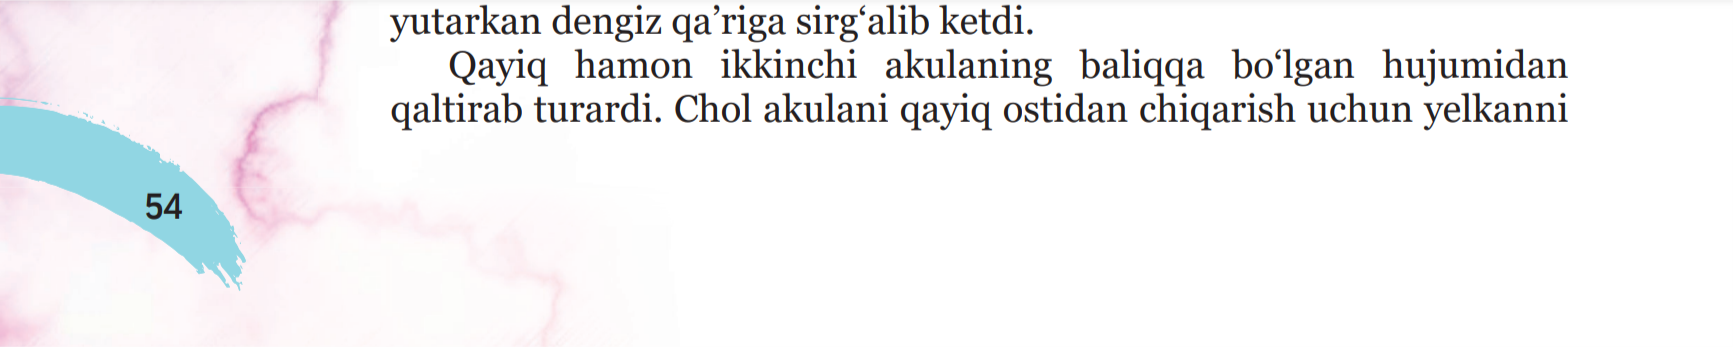 yutarkan dengiz qa’riga sirg‘alib ketdi.
Qayiq hamon ikkinchi akulaning baliqqa bo‘lgan hujumidan
qaltirab turardi. Chol akulani qayiq ostidan chiqarish uchun yelkanni
54